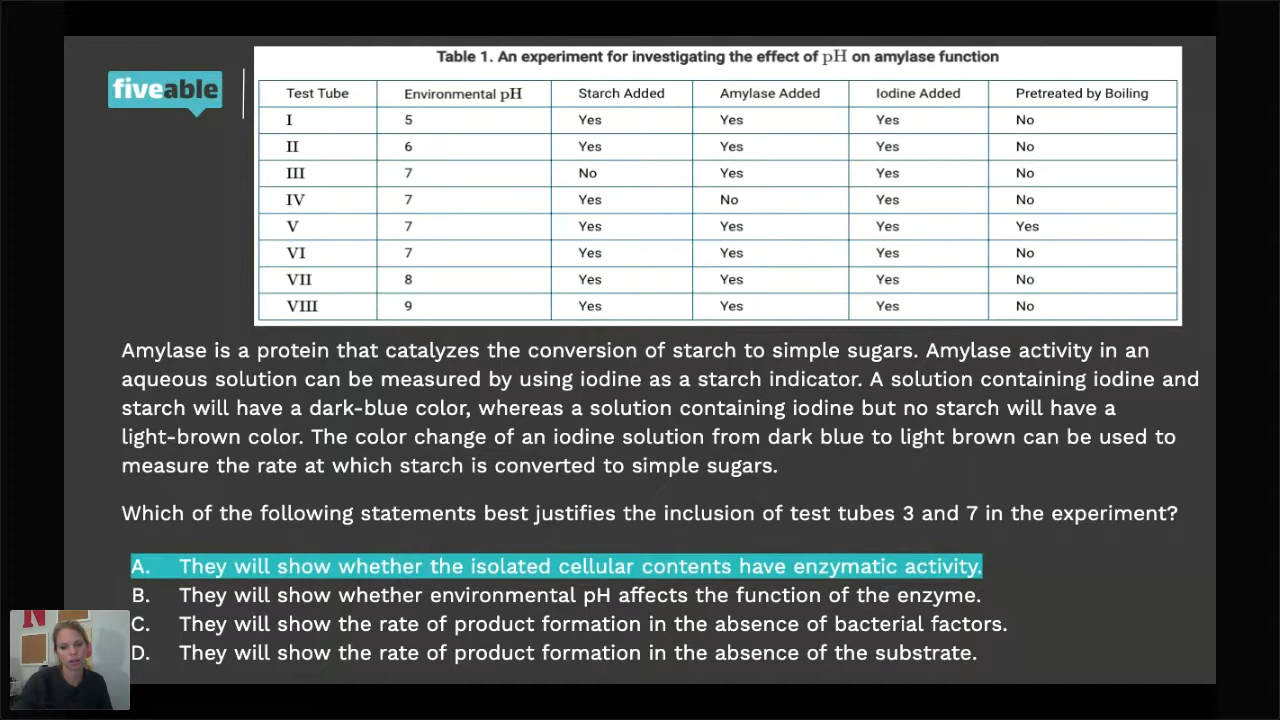 Table 1. An experiment for investigating the effect of pH on amylase function
fiveable
Test Tube Environmental pH Starch Added Amylase Added Iodine Added Pretreated by Boiling
I 5 Yes Yes Yes No
II 6 Yes Yes Yes No
III 7 No Yes Yes No
IV 7 Yes No Yes No
V 7 Yes Yes Yes Yes
VI 7 Yes Yes Yes No
VII 8 Yes Yes Yes No
VIII 9 Yes Yes Yes No
Amylase is a protein that catalyzes the conversion of starch to simple sugars. Amylase activity in an
aqueous solution can be measured by using iodine as a starch indicator. A solution containing iodine and
starch will have a dark-blue color, whereas a solution containing iodine but no starch will have a
light-brown color. The color change of an iodine solution from dark blue to light brown can be used to
measure the rate at which starch is converted to simple sugars.
Which of the following statements best justifies the inclusion of test tubes 3 and 7 in the experiment?
A. They will show whether the isolated cellular contents have enzymatic activity.
B. They will show whether environmental pH affects the function of the enzyme.
C. They will show the rate of product formation in the absence of bacterial factors.
D. They will show the rate of product formation in the absence of the substrate.
N